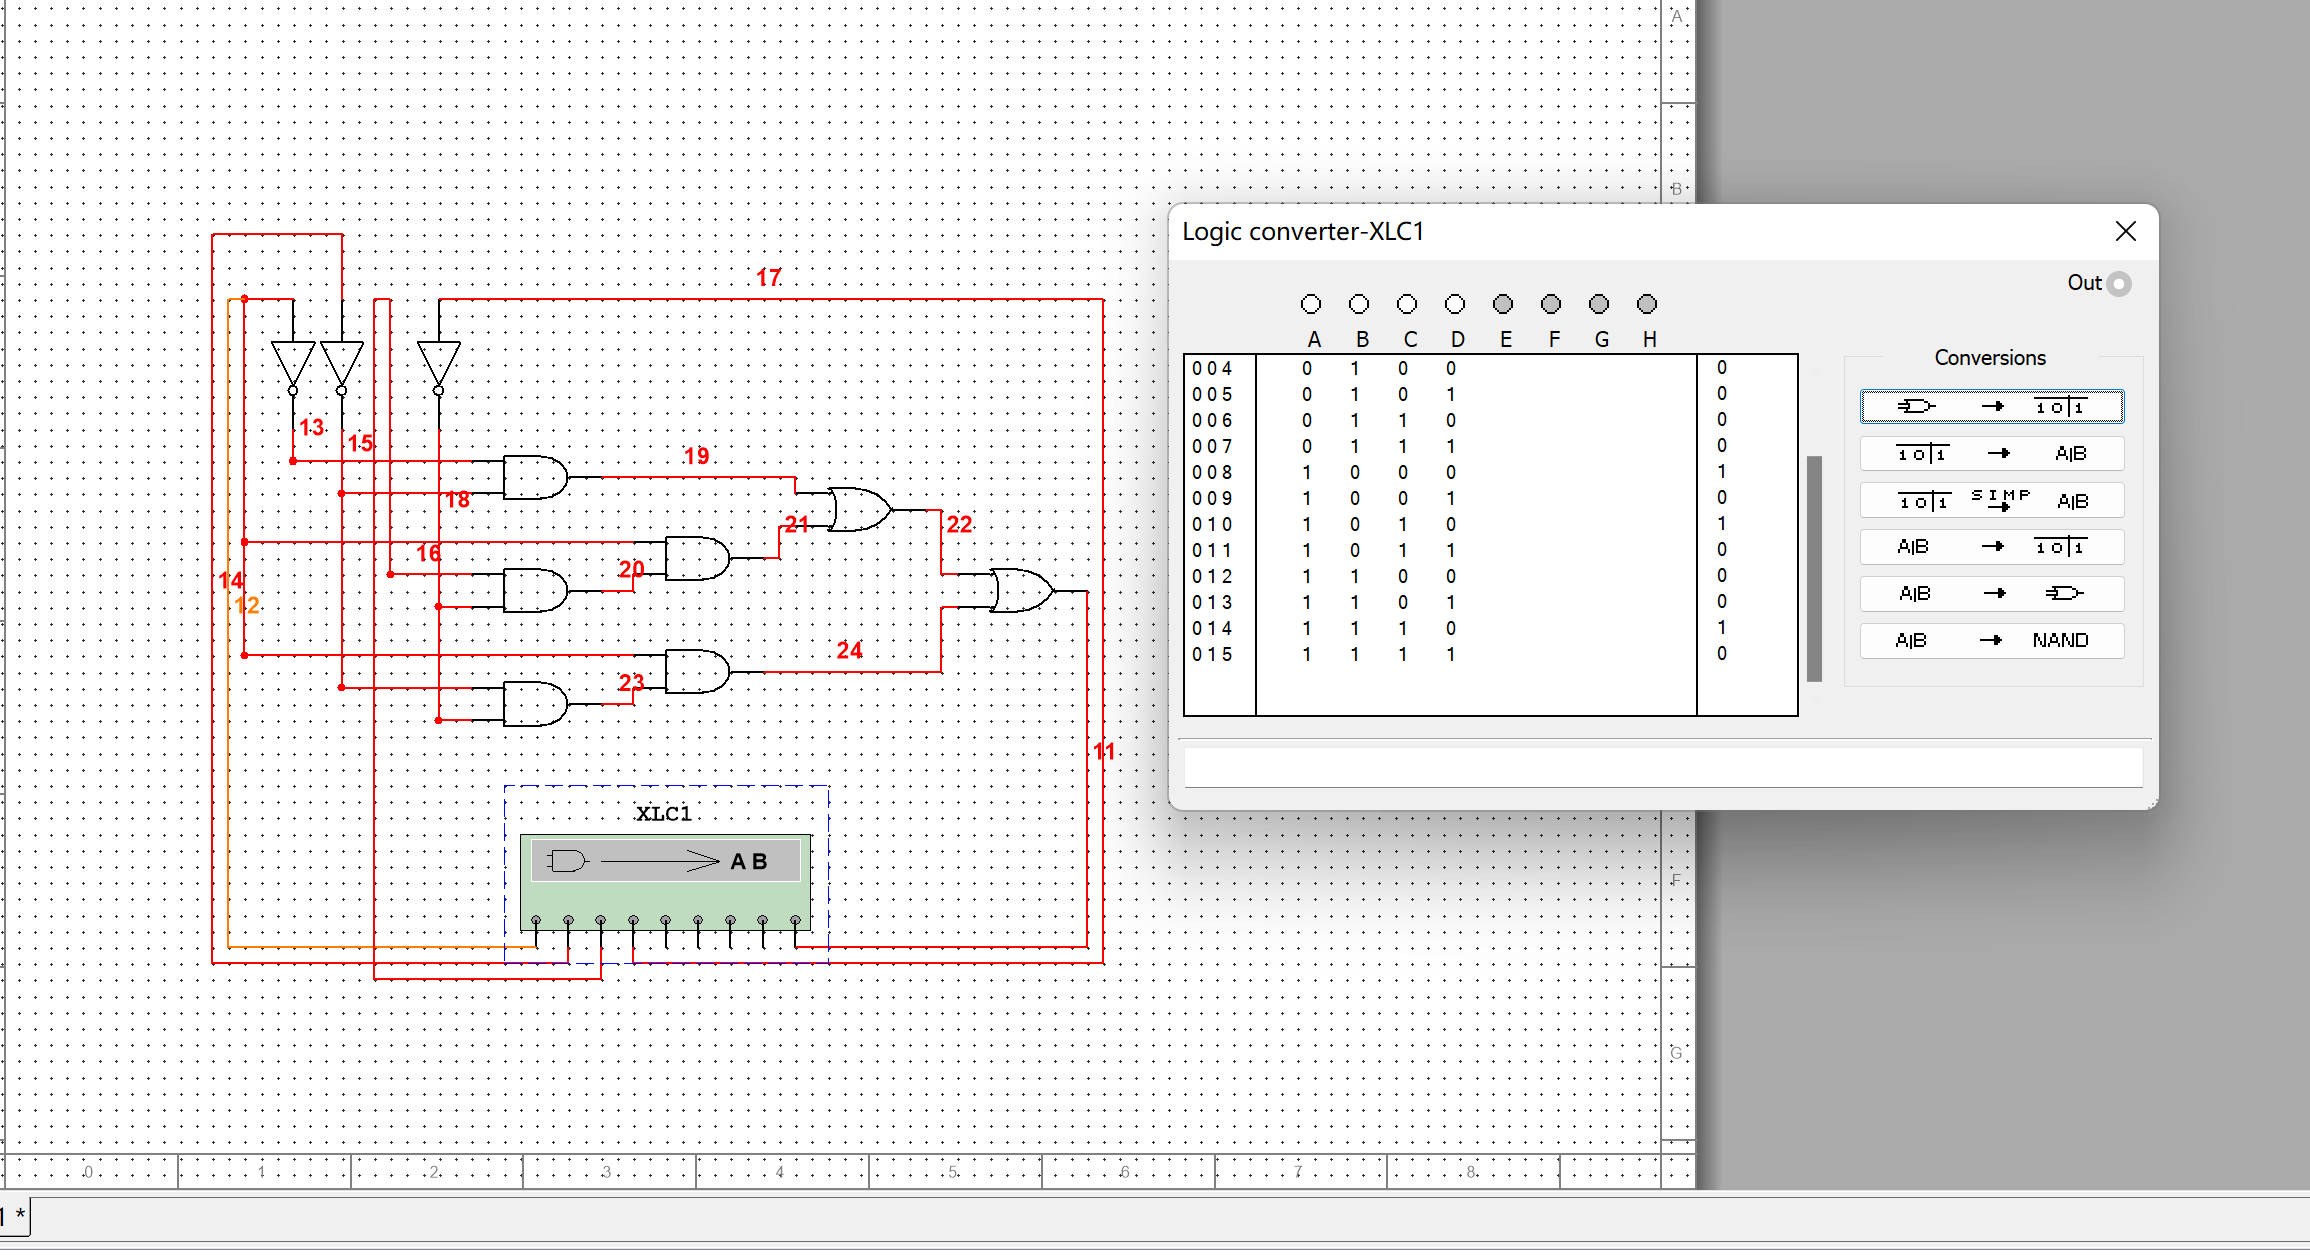 A
B
17
13
15
19
18
21
22
16
20
14
12
24
23
11
XLC1
A B
F
G
0 1 2 3 4 5 6 7 8
1 *
Logic converter-XLC1
Out
A B C D E F G H
004 0 1 0 0 0
005 0 1 0 1 0
006 0 1 1 0 0
007 0 1 1 1 0
008 1 0 0 0 1
009 1 0 0 1 0
010 1 0 1 0 1
011 1 0 1 1 0
012 1 1 0 0 0
013 1 1 0 1 0
014 1 1 1 0 1
015 1 1 1 1 0
Conversions
→ 1 0|1
1 0|1 → A|B
1 0|1 SIMP → A|B
A|B → 1 0|1
A|B →
A|B → NAND